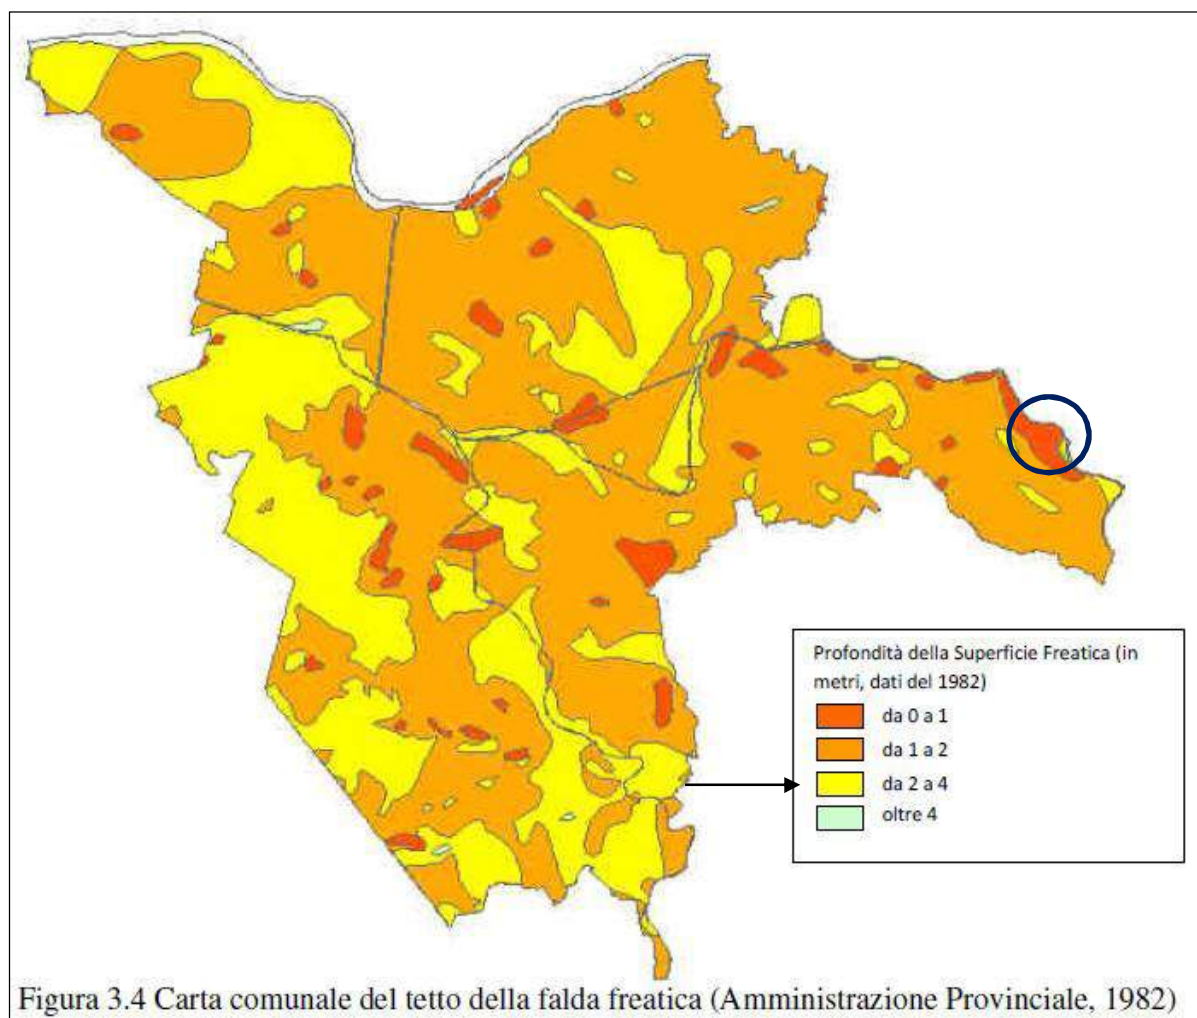 Profondità della Superficie Freatica (in
metri, dati del 1982)
da 0 a 1
da 1 a 2
da 2 a 4
oltre 4
Figura 3.4 Carta comunale del tetto della falda freatica (Amministrazione Provinciale, 1982)